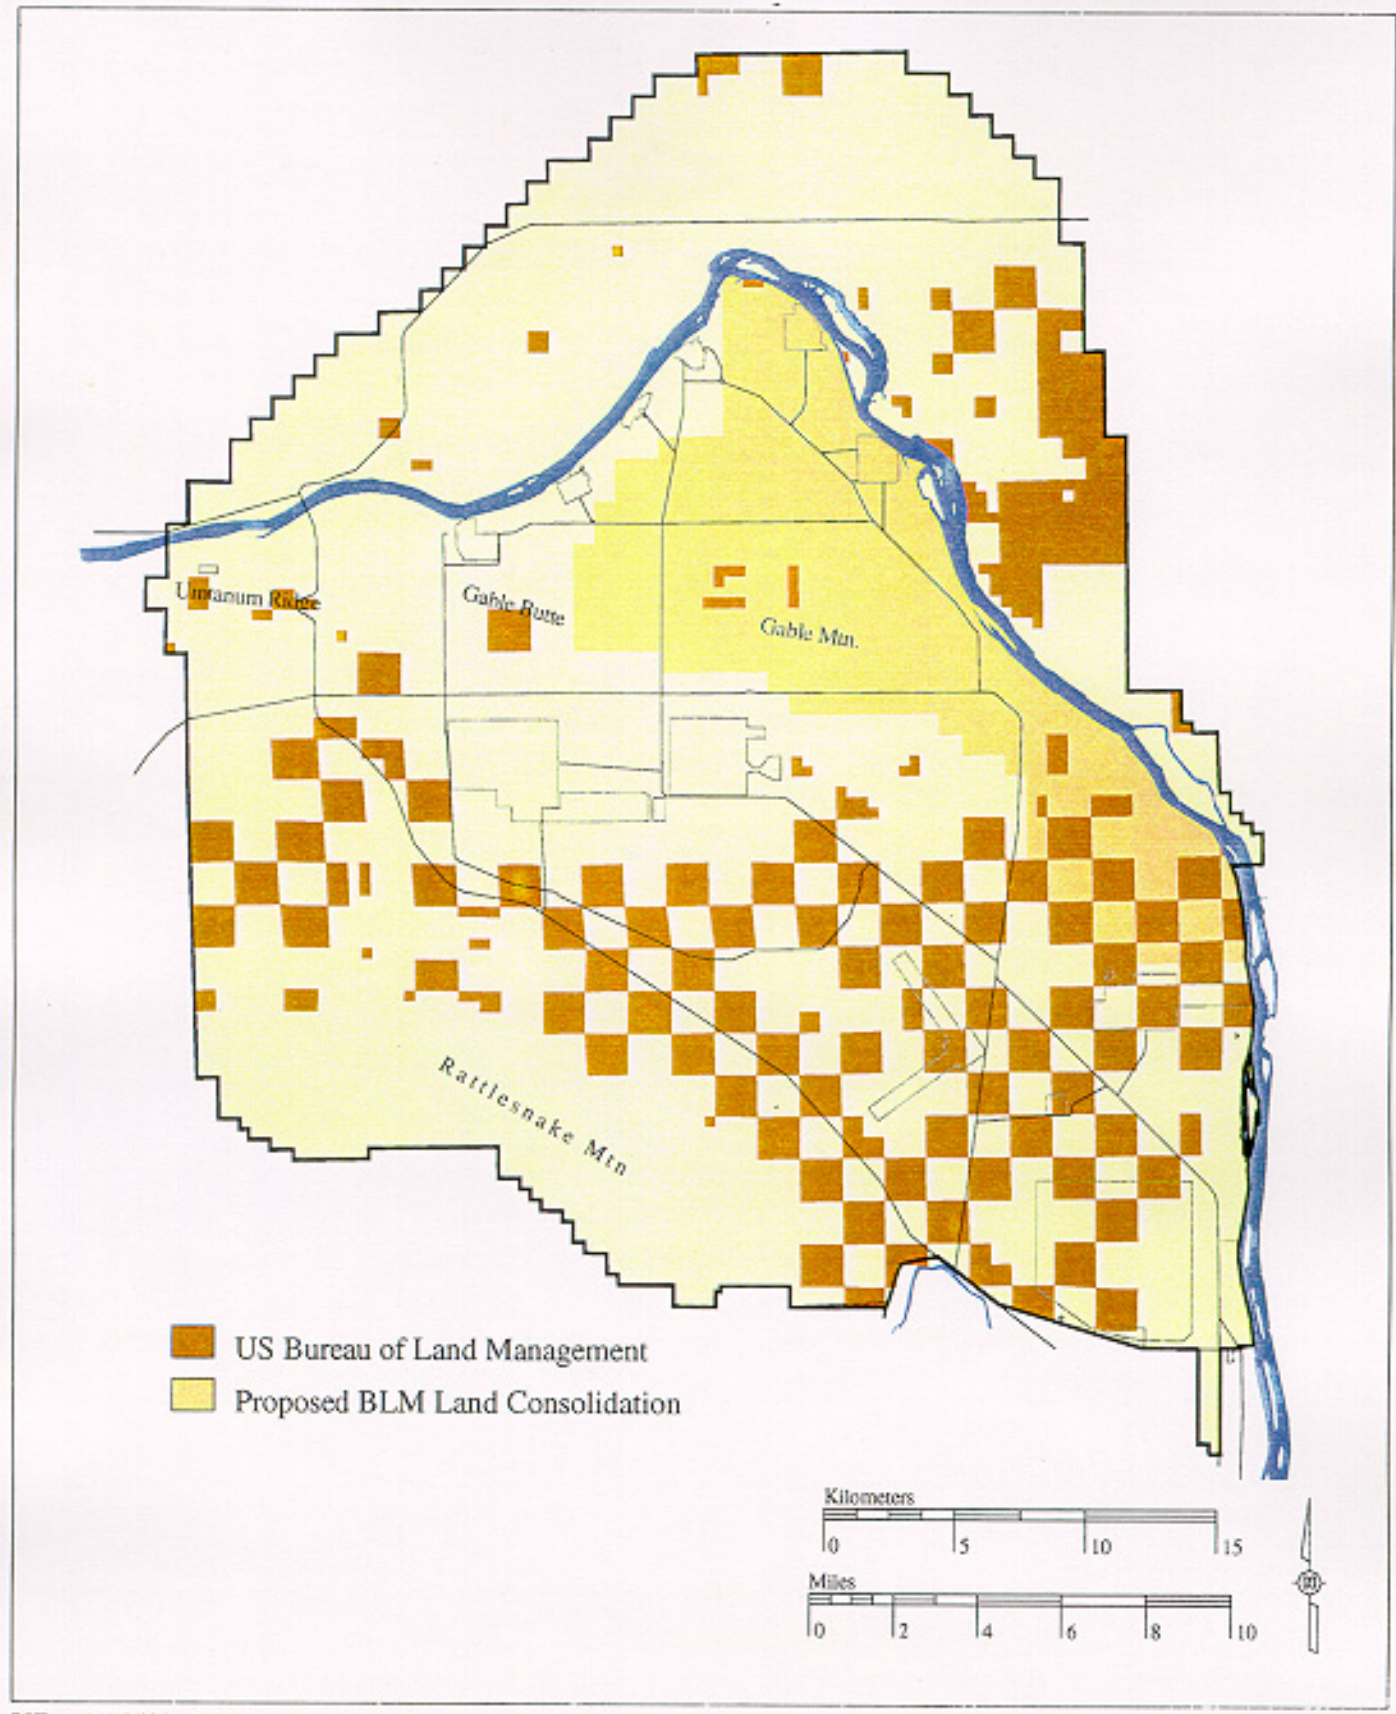 Umtanum Ridge
Gable Butte
Gable Mtn.
Rattlesnake Mtn
US Bureau of Land Management
Proposed BLM Land Consolidation
Kilometers
0 5 10 15
Miles
0 2 4 6 8 10